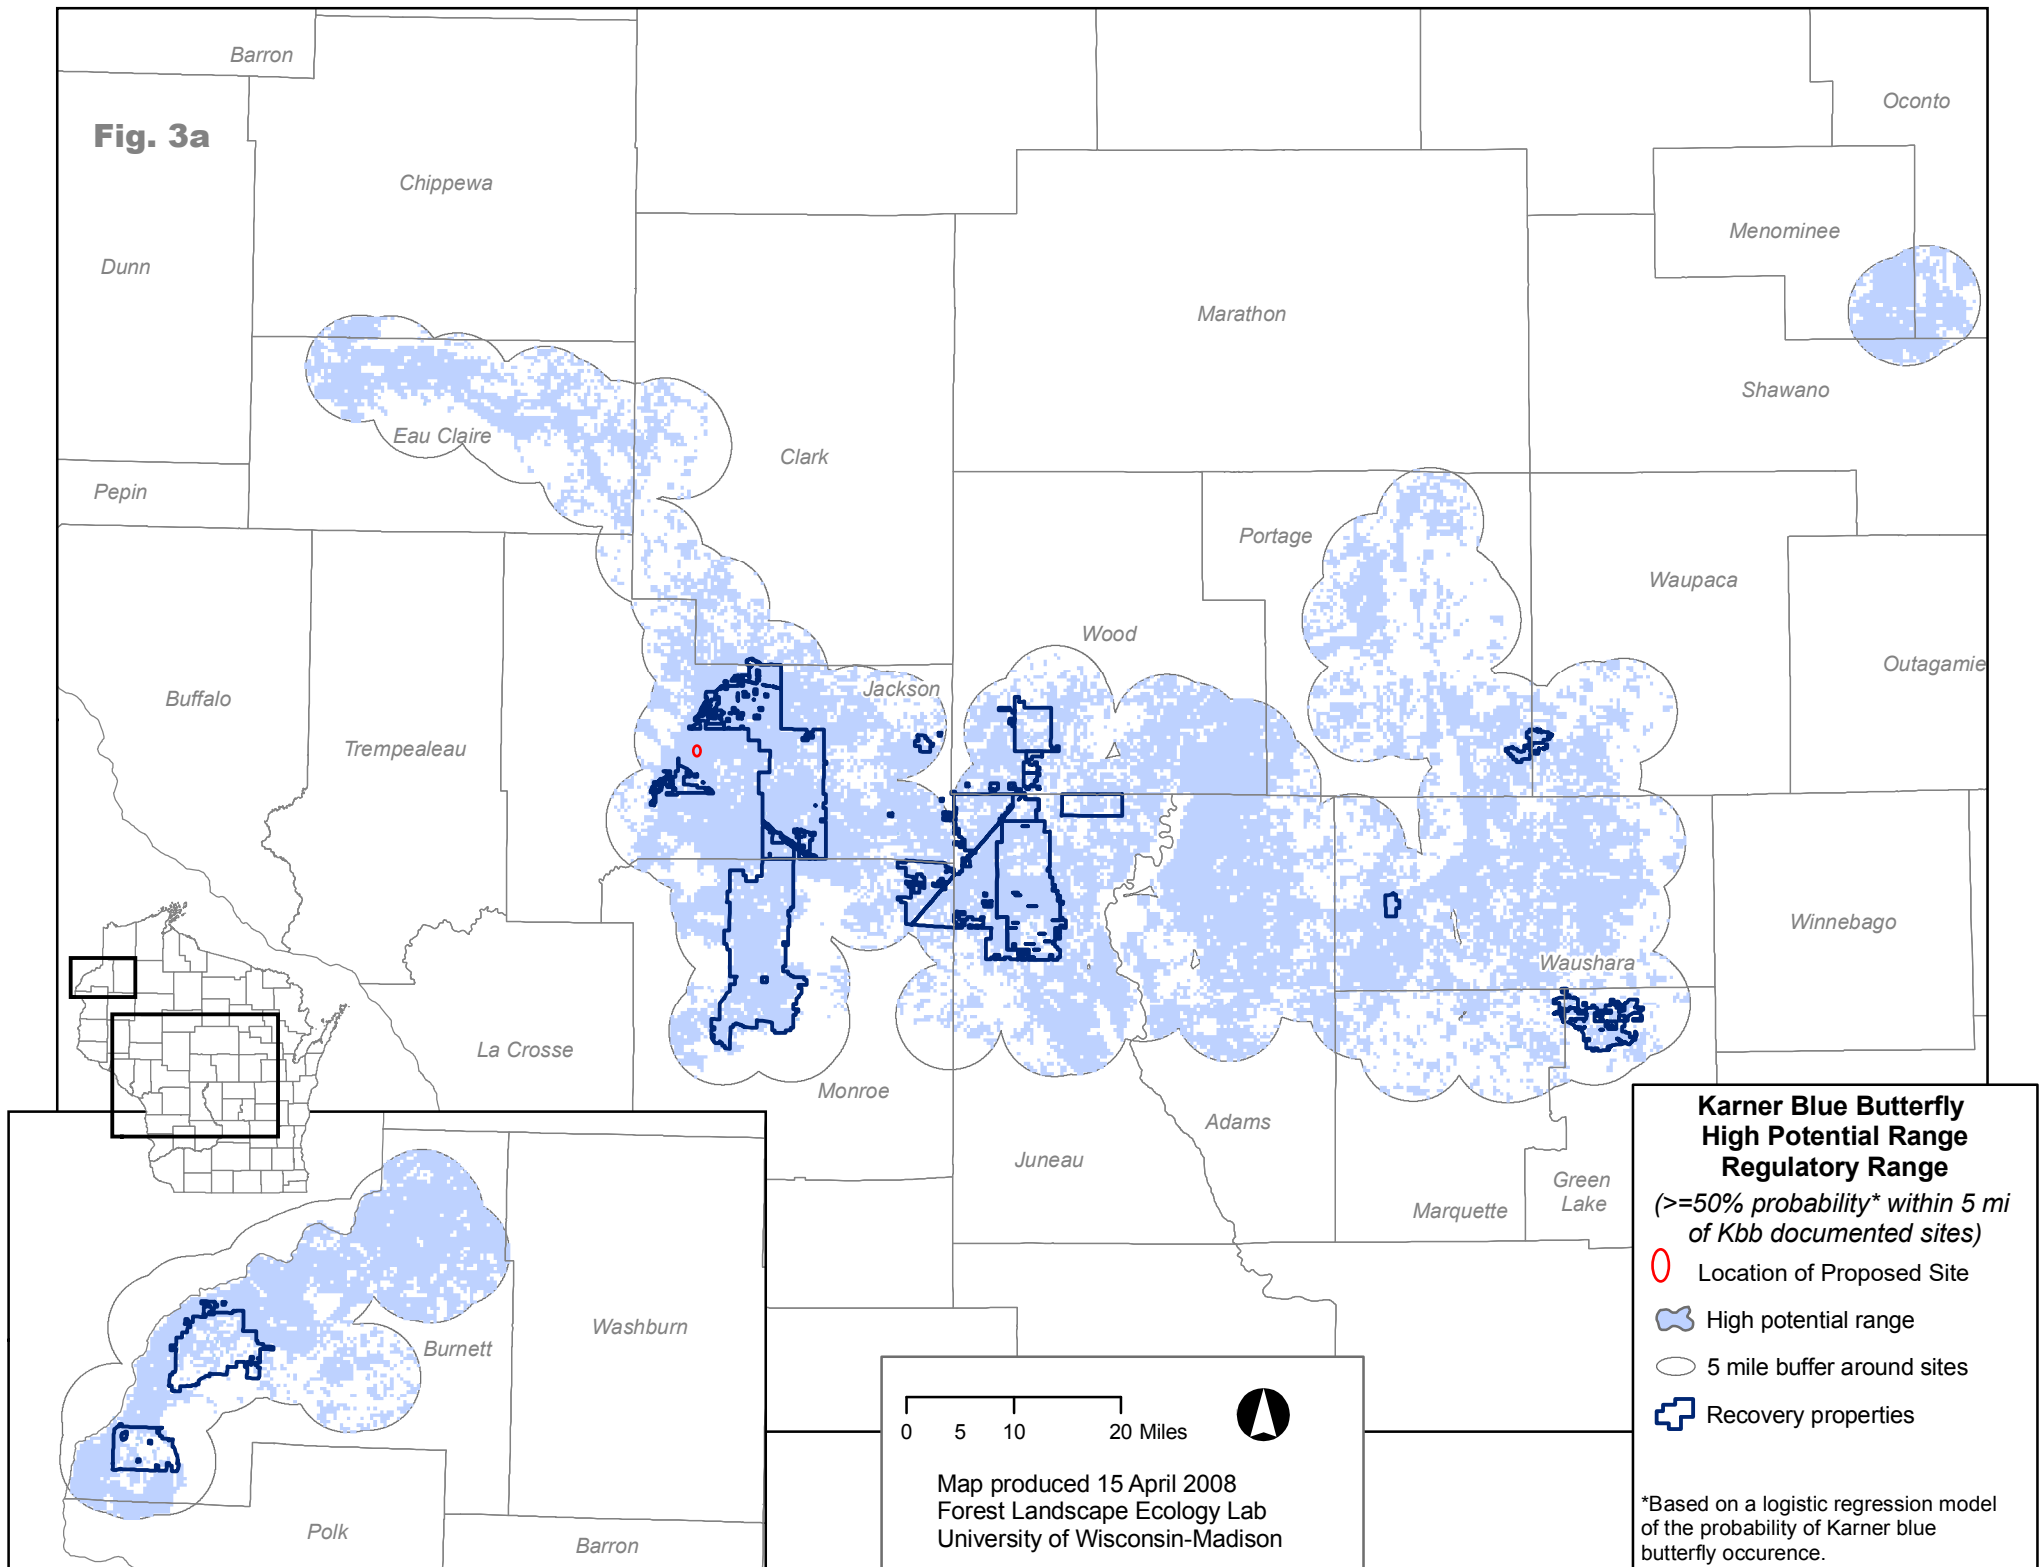 Barron
Oconto
Fig. 3a
Chippewa
Menominee
Dunn
Marathon
Shawano
Eau Claire
Clark
Pepin
Portage
Waupaca
Wood
Outagamie
Jackson
Buffalo
Trempealeau
Winnebago
Waushara
La Crosse
Monroe
Adams
Juneau
Green
Lake
Marquette
Washburn
Burnett
Polk
Barron
0 5 10 20 Miles
Map produced 15 April 2008
Forest Landscape Ecology Lab
University of Wisconsin-Madison
Karner Blue Butterfly
High Potential Range
Regulatory Range
(>=50% probability* within 5 mi
of Kbb documented sites)
Location of Proposed Site
High potential range
5 mile buffer around sites
Recovery properties
*Based on a logistic regression model
of the probability of Karner blue
butterfly occurence.